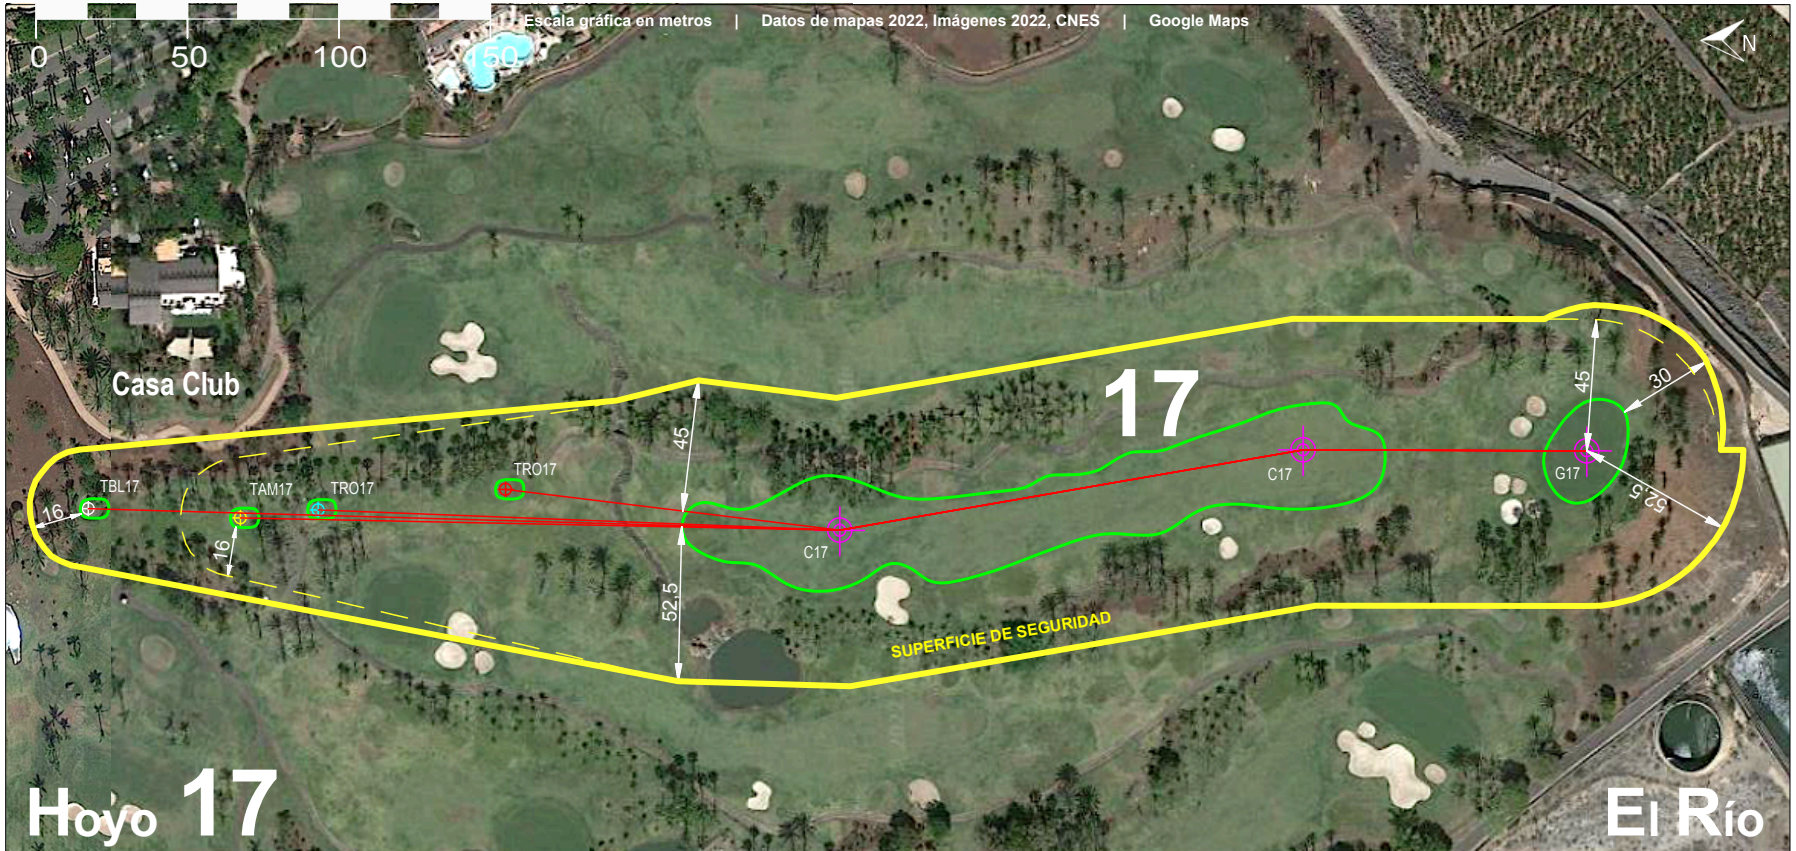 Escala gráfica en metros | Datos de mapas 2022, Imágenes 2022, CNES | Google Maps
0 50 100 150
N
Casa Club
17
45
30
45
TRO17
TBL17
TAM17
TRO17
C17
G17
16
52,5
16
C17
52,5
SUPERFICIE DE SEGURIDAD
Hoyo 17
El Río